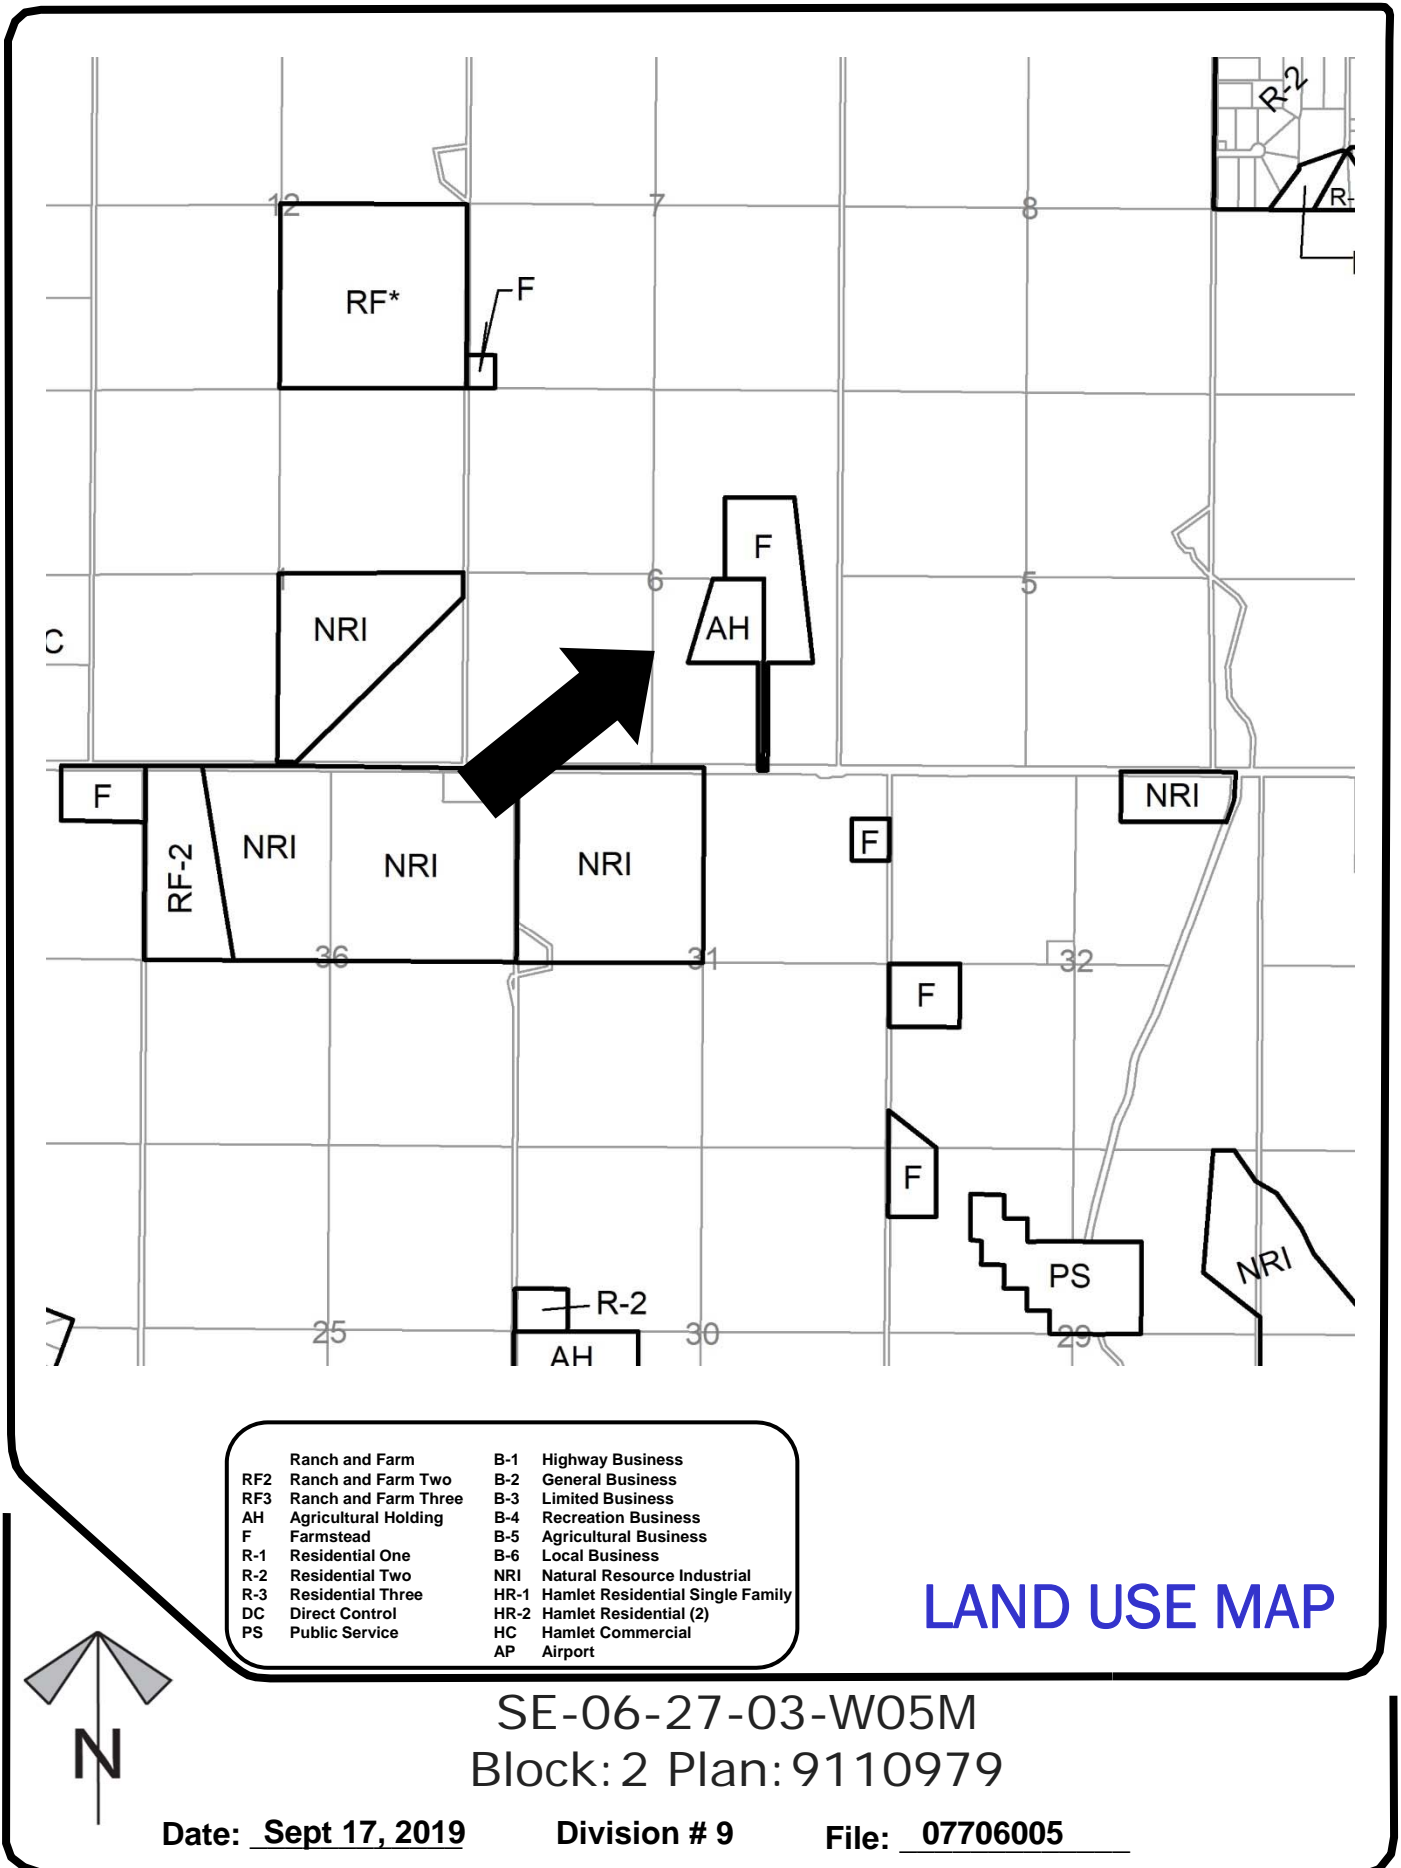 R-2
12
7
8
R-
RF*
F
F
1
6
5
NRI
AH
C
F
NRI
NRI
NRI
NRI
F
RF-2
36
31
32
F
F
PS
NRI
R-2
25
30
29
AH
Ranch and Farm
RF2 Ranch and Farm Two
RF3 Ranch and Farm Three
AH Agricultural Holding
F Farmstead
R-1 Residential One
R-2 Residential Two
R-3 Residential Three
DC Direct Control
PS Public Service
B-1 Highway Business
B-2 General Business
B-3 Limited Business
B-4 Recreation Business
B-5 Agricultural Business
B-6 Local Business
NRI Natural Resource Industrial
HR-1 Hamlet Residential Single Family
HR-2 Hamlet Residential (2)
HC Hamlet Commercial
AP Airport
LAND USE MAP
N
SE-06-27-03-W05M
Block:2 Plan:9110979
Date: Sept 17, 2019 Division # 9 File: 07706005